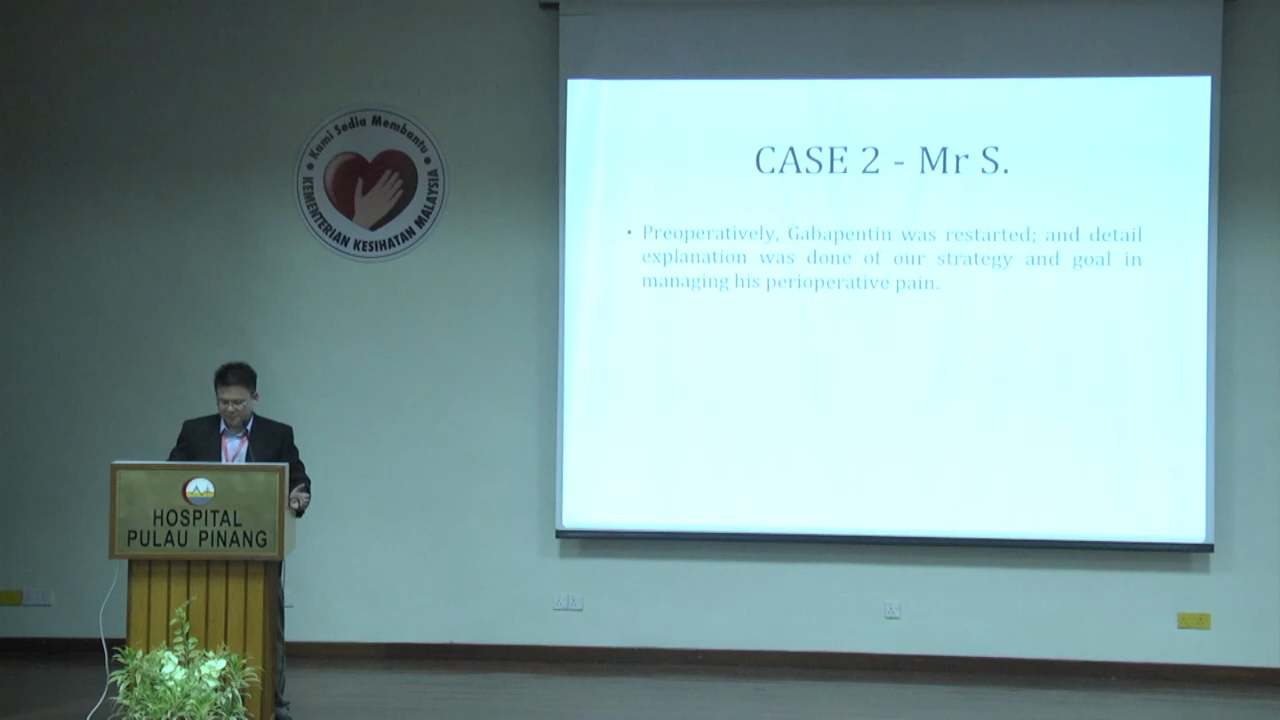 Kami Sedia Membantu
KEMENTERIAN KESIHATAN MALAYSIA
CASE 2 - Mr S.
• Preoperatively, Gabapentin was restarted; and detail
explanation was done of our strategy and goal in
managing his perioperative pain.
HOSPITAL
PULAU PINANG